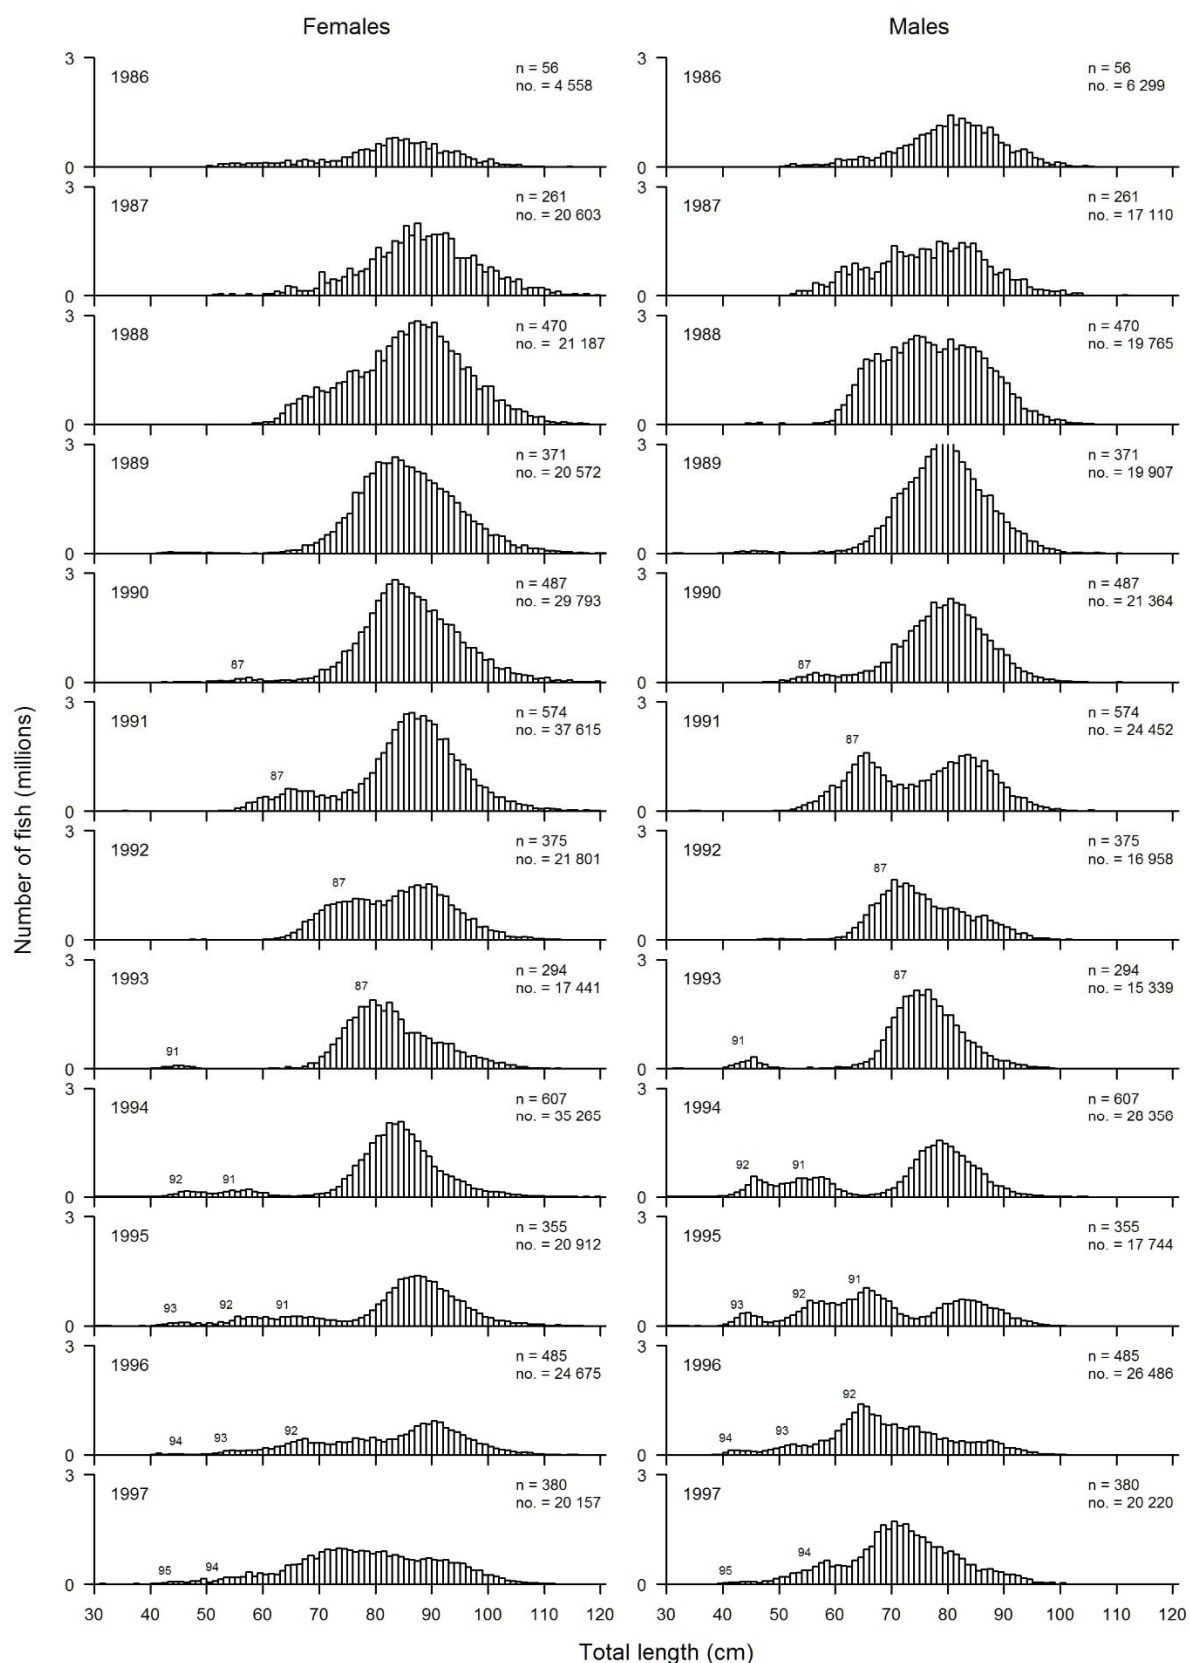 Females Males
3 1986 n = 56 3 1986 n = 56
no. = 4 558 no. = 6 299
0 0
3 1987 n = 261 3 1987 n = 261
no. = 20 603 no. = 17 110
0 0
3 1988 n = 470 3 1988 n = 470
no. = 21 187 no. = 19 765
0 0
3 1989 n = 371 3 1989 n = 371
no. = 20 572 no. = 19 907
0 0
3 1990 n = 487 3 1990 n = 487
no. = 29 793 no. = 21 364
87 87
0 0
3 1991 n = 574 3 1991 n = 574
no. = 37 615 no. = 24 452
87 87
0 0
3 1992 n = 375 3 1992 n = 375
no. = 21 801 no. = 16 958
87 87
0 0
3 1993 n = 294 3 1993 n = 294
no. = 17 441 no. = 15 339
87 87
91 91
0 0
3 1994 n = 607 3 1994 n = 607
no. = 35 265 no. = 28 356
92 91 92 91
0 0
3 1995 n = 355 3 1995 n = 355
no. = 20 912 no. = 17 744
93 92 91 93 92 91
0 0
3 1996 n = 485 3 1996 n = 485
no. = 24 675 no. = 26 486
94 93 92 94 93 92
0 0
3 1997 n = 380 3 1997 n = 380
no. = 20 157 no. = 20 220
95 94 95 94
0 0
30 40 50 60 70 80 90 100 110 120 30 40 50 60 70 80 90 100 110 120
Number of fish (millions)
Total length (cm)